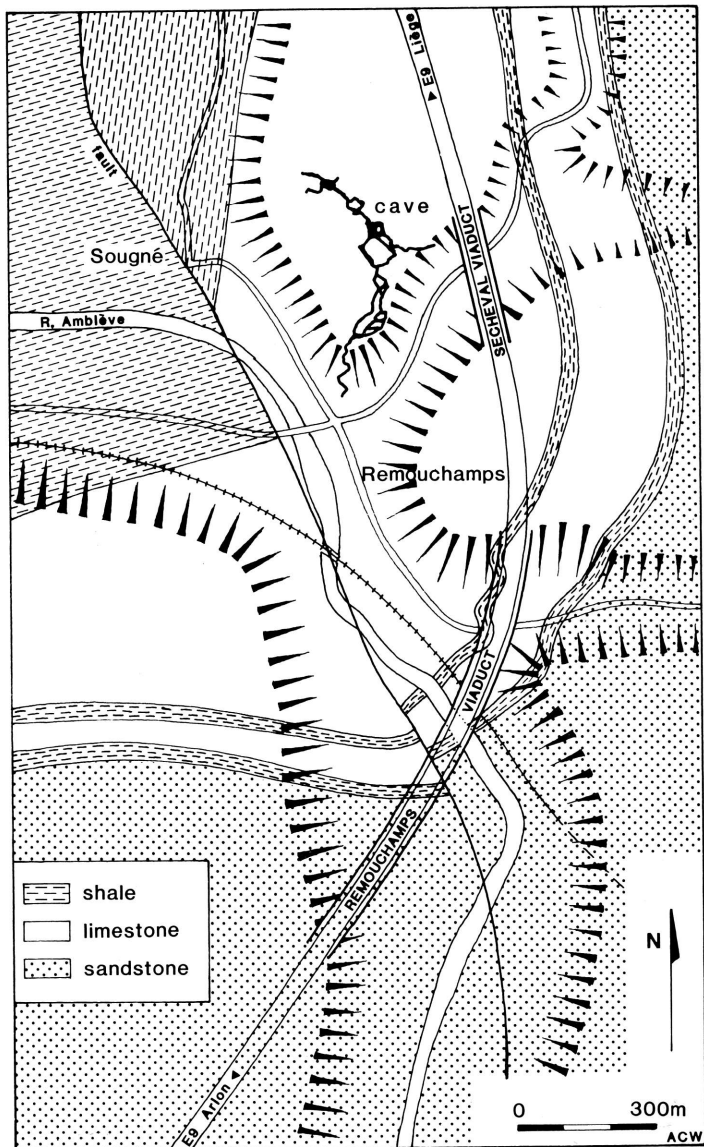 E9 Liège
fault
cave
SECHEVAL VIADUCT
Sougné
R. Amblève
Remouchamps
VIADUCT
REMOUCHAMPS
shale
limestone
sandstone
N
E9 Arlon
0 300m
ACW